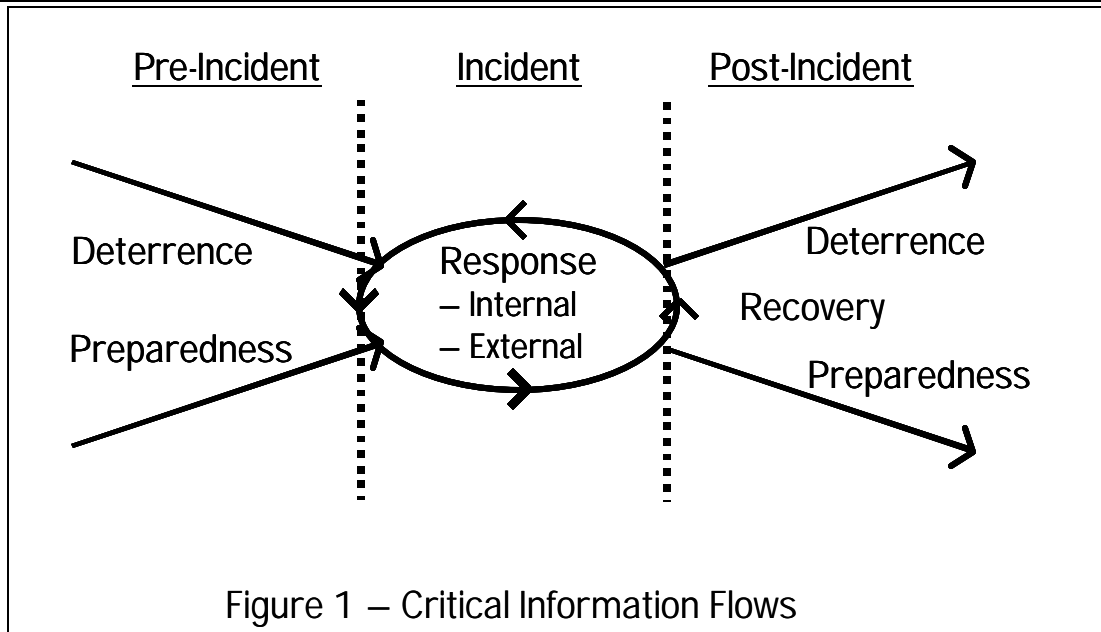 Pre-Incident
Incident
Post-Incident
Deterrence
Preparedness
Response
– Internal
– External
Deterrence
Recovery
Preparedness
Figure 1 – Critical Information Flows